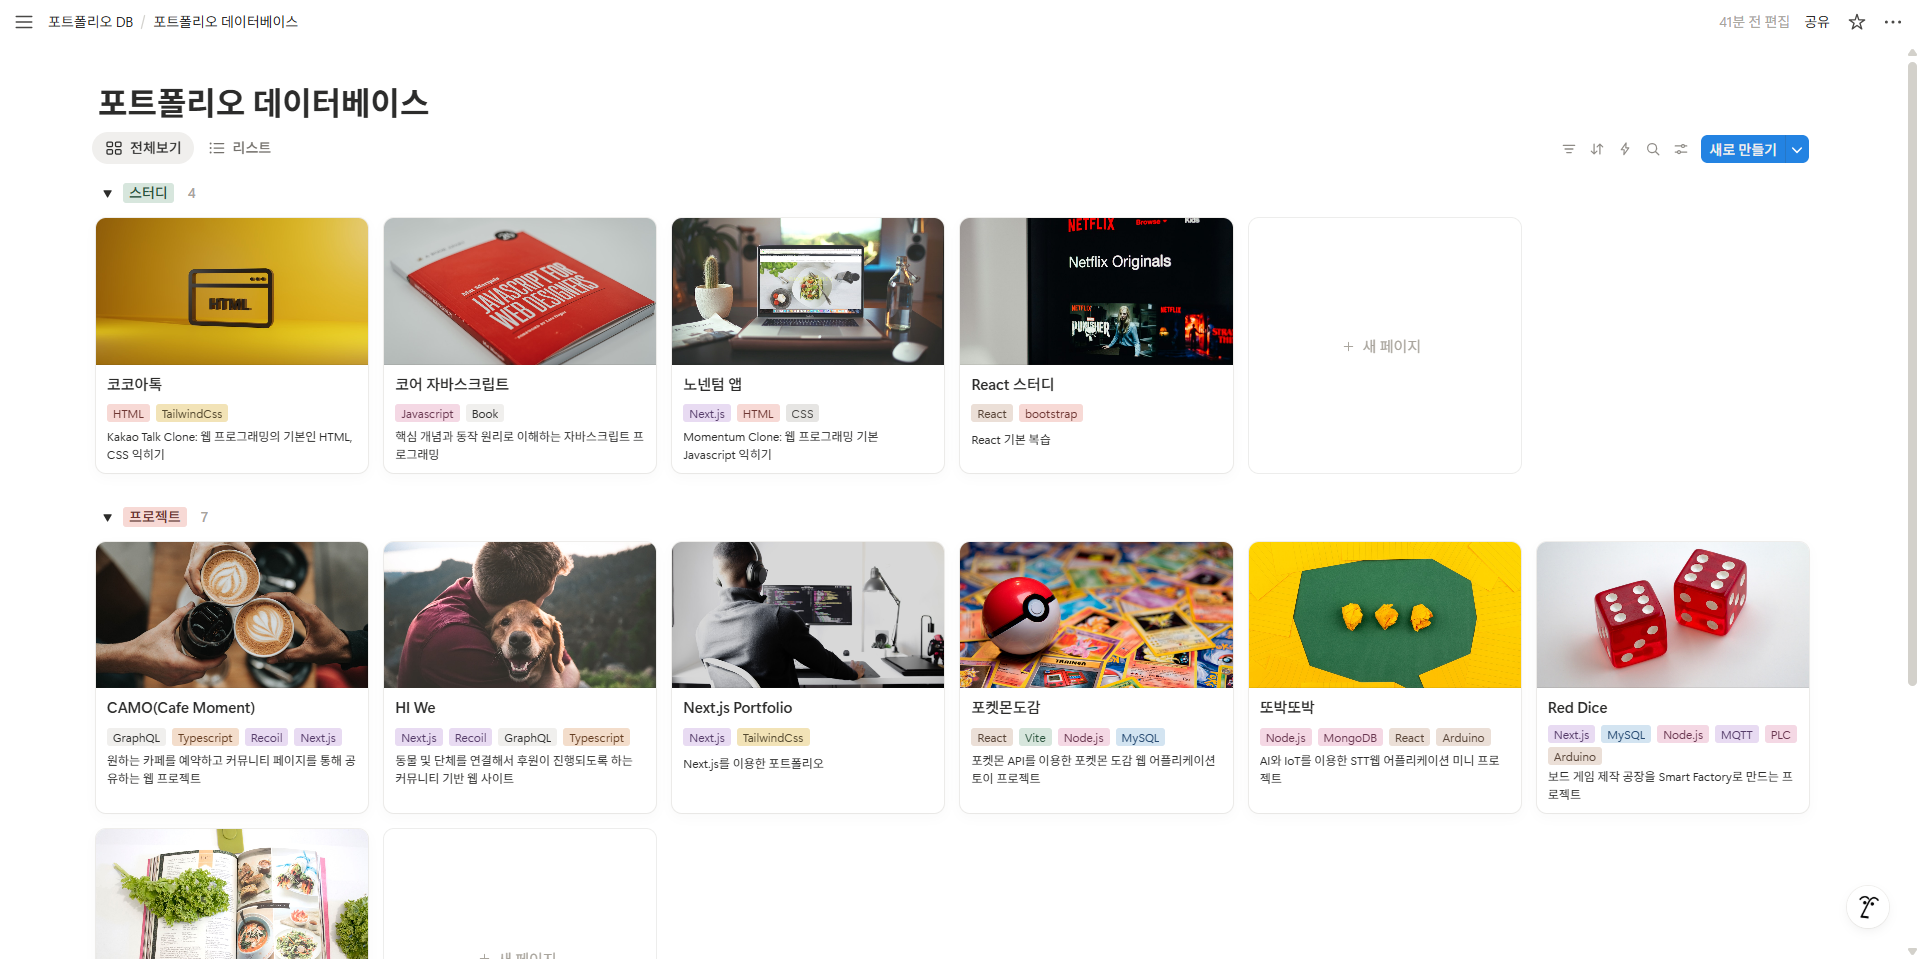 포트폴리오 DB / 포트폴리오 데이터베이스
41분 전 편집 공유
포트폴리오 데이터베이스
전체보기 리스트
새로 만들기
스터디 4
HTML
JAVASCRIPT FOR
WEB DESIGNERS
NETFLIX Browse Kids
Netflix Originals
NETFLIX NETFLIX
PUNISHER
코코아톡
HTML TailwindCss
Kakao Talk Clone: 웹 프로그래밍의 기본인 HTML,
CSS 익히기
코어 자바스크립트
Javascript Book
핵심 개념과 동작 원리로 이해하는 자바스크립트 프
로그래밍
노넨텀 앱
Next.js HTML CSS
Momentum Clone: 웹 프로그래밍 기본
Javascript 익히기
React 스터디
React bootstrap
React 기본 복습
+ 새 페이지
프로젝트 7
CAMO(Cafe Moment)
GraphQL Typescript Recoil Next.js
원하는 카페를 예약하고 커뮤니티 페이지를 통해 공
유하는 웹 프로젝트
HI We
Next.js Recoil GraphQL Typescript
동물 및 단체를 연결해서 후원이 진행되도록 하는
커뮤니티 기반 웹 사이트
Next.js Portfolio
Next.js TailwindCss
Next.js를 이용한 포트폴리오
TRAINER
포켓몬도감
React Vite Node.js MySQL
포켓몬 API를 이용한 포켓몬 도감 웹 어플리케이션
토이 프로젝트
또박또박
Node.js MongoDB React Arduino
AI와 IoT를 이용한 STT웹 어플리케이션 미니 프로
젝트
Red Dice
Next.js MySQL Node.js MQTT PLC
Arduino
보드 게임 제작 공장을 Smart Factory로 만드는 프
로젝트
+ 새 페이지